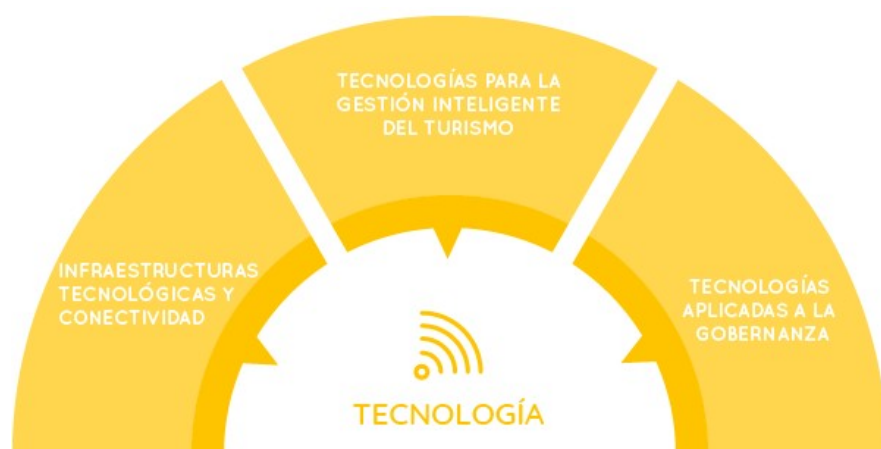 TECNOLOGÍAS PARA LA
GESTIÓN INTELIGENTE
DEL TURISMO
INFRAESTRUCTURAS
TECNOLÓGICAS Y
CONECTIVIDAD
TECNOLOGÍAS
APLICADAS A LA
GOBERNANZA
TECNOLOGÍA